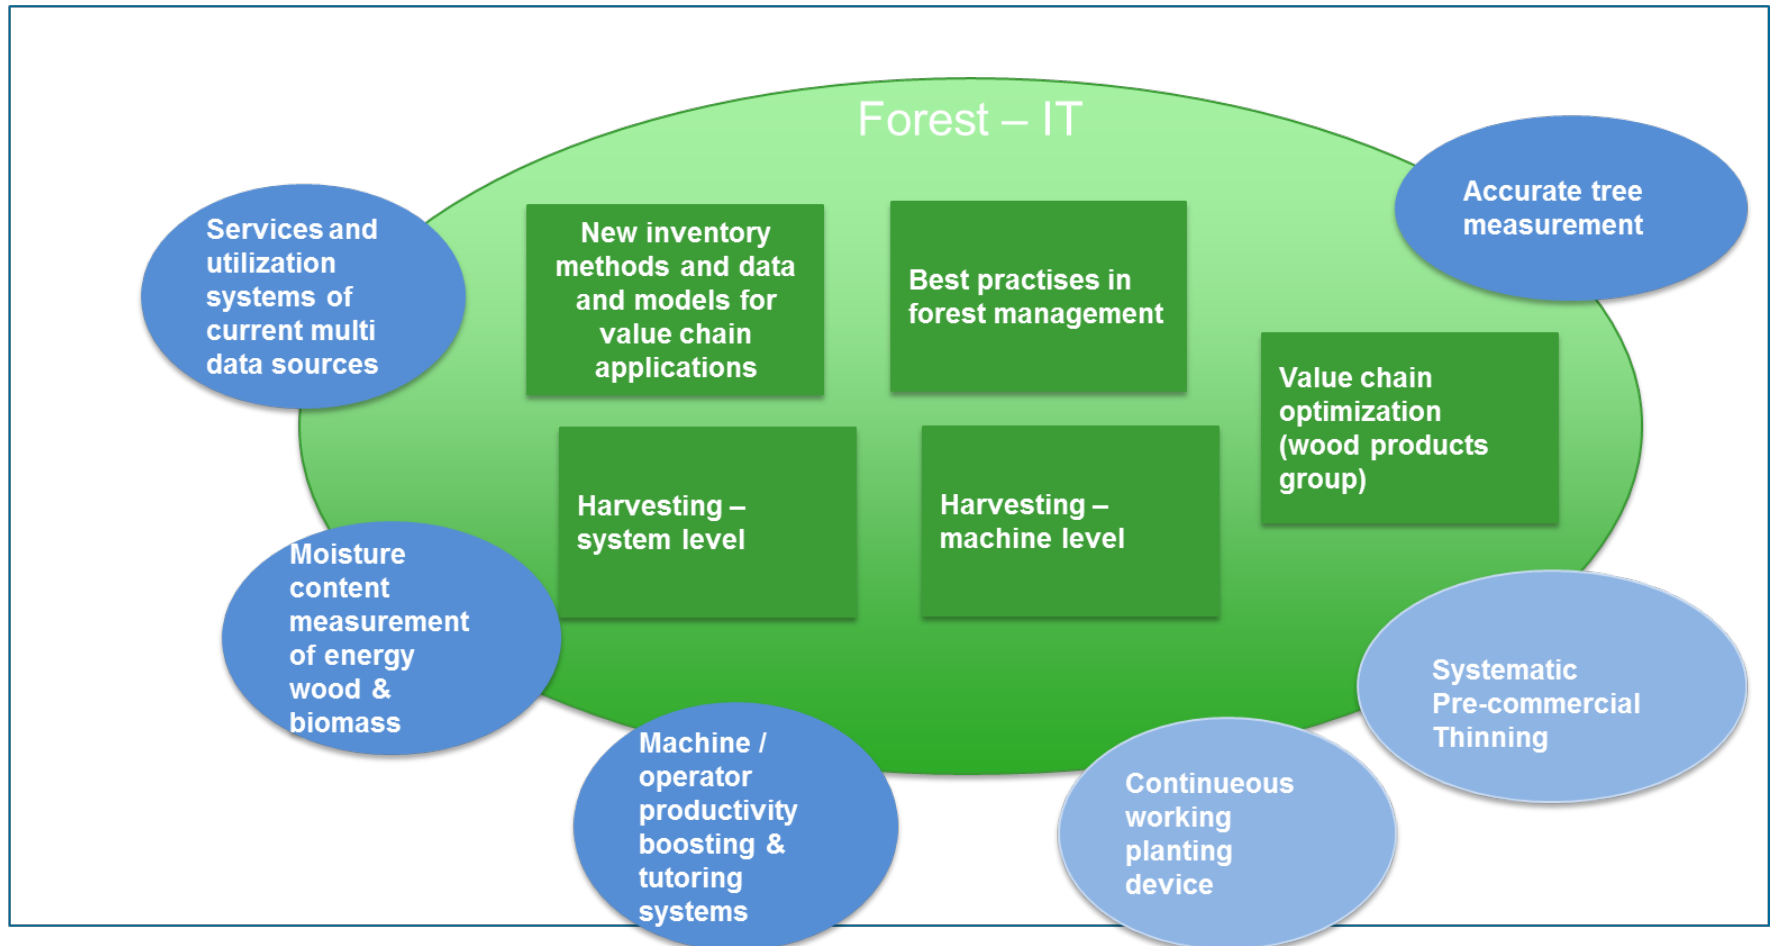 Forest – IT
Services and
utilization
systems of
current multi
data sources
New inventory
methods and data
and models for
value chain
applications
Best practises in
forest management
Accurate tree
measurement
Value chain
optimization
(wood products
group)
Harvesting –
system level
Harvesting –
machine level
Moisture
content
measurement
of energy
wood &
biomass
Machine /
operator
productivity
boosting &
tutoring
systems
Continueous
working
planting
device
Systematic
Pre-commercial
Thinning